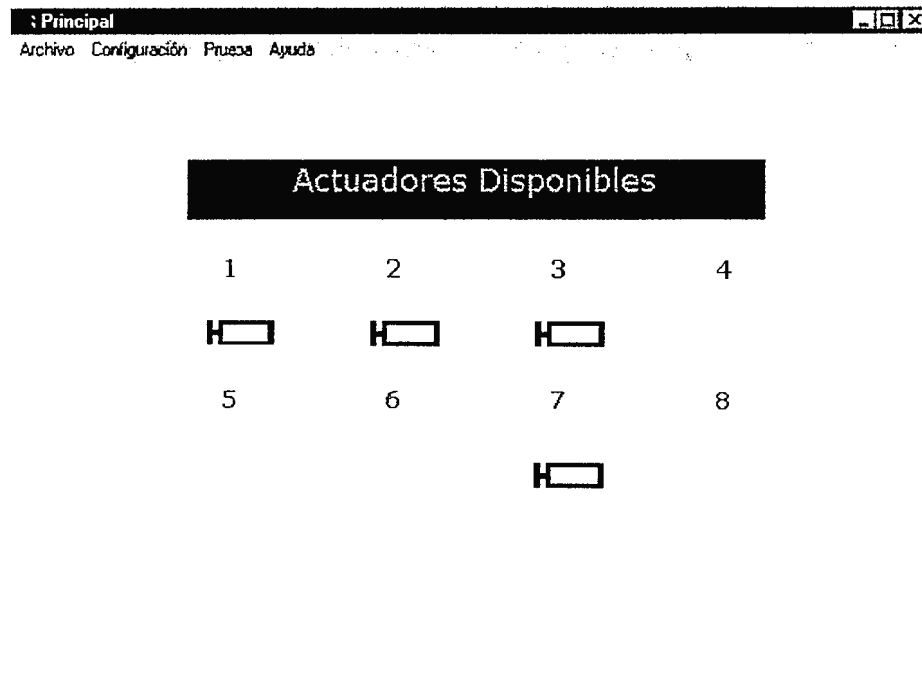 : Principal
Archivo Configuración Prueba Ayuda
Actuadores Disponibles
1 2 3 4
5 6 7 8